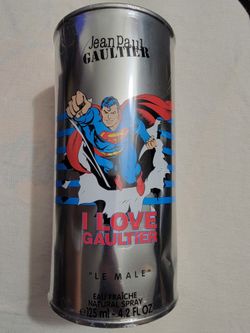 Jean Paul
GAULTIER
I LOVE
GAULTIER
"LE MALE"
EAU FRAÎCHE
NATURAL SPRAY
℮ 125 ml - 4.2 FL OZ